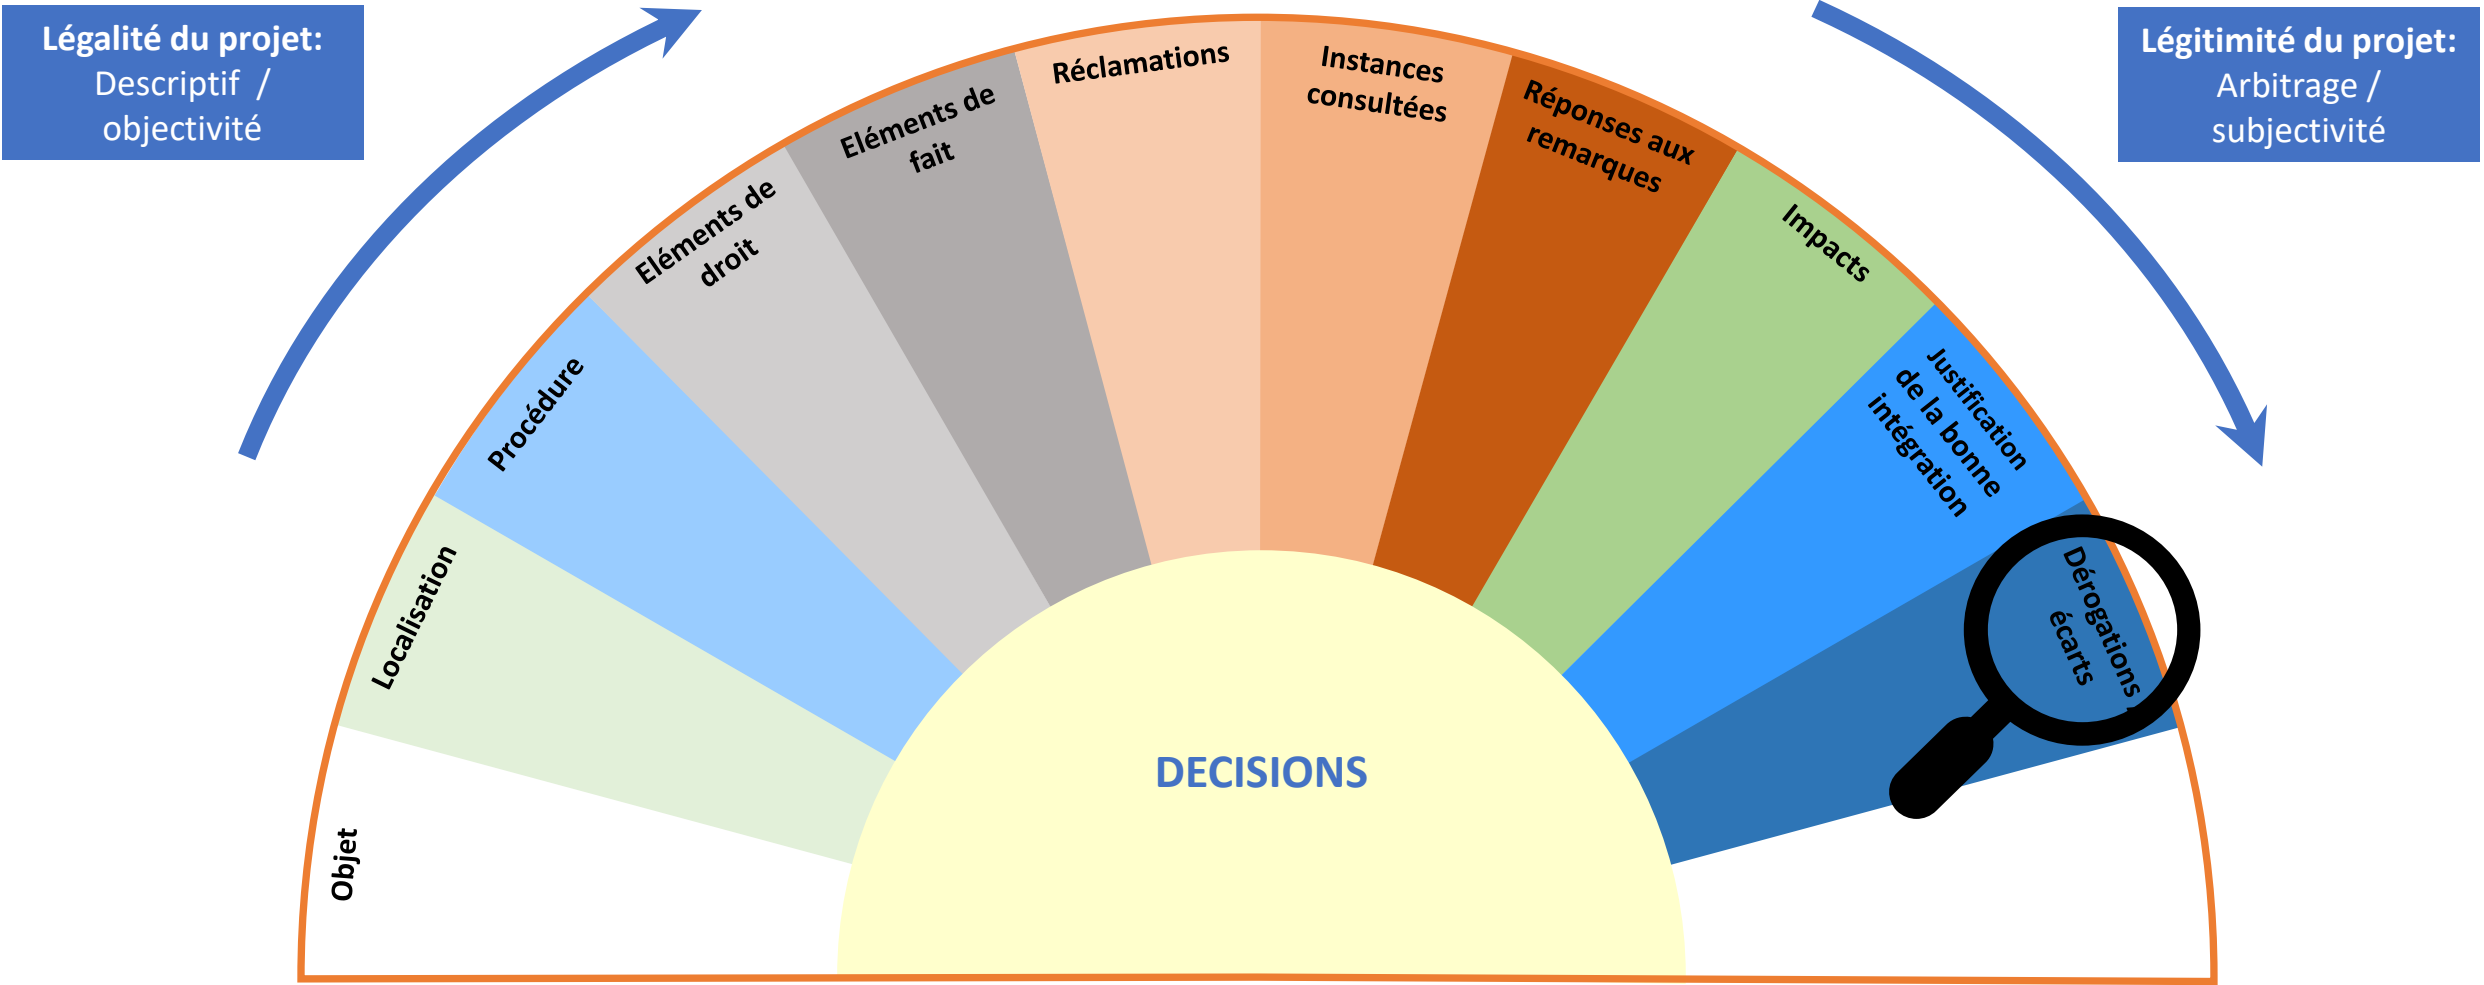 Légalité du projet:
Descriptif /
objectivité
Légitimité du projet:
Arbitrage /
subjectivité
Objet
Localisation
Procédure
Eléments de
droit
Eléments de
fait
Réclamations
Instances
consultées
Réponses aux
remarques
Impacts
Justification
de la bonne
intégration
Dérogations
écarts
DECISIONS